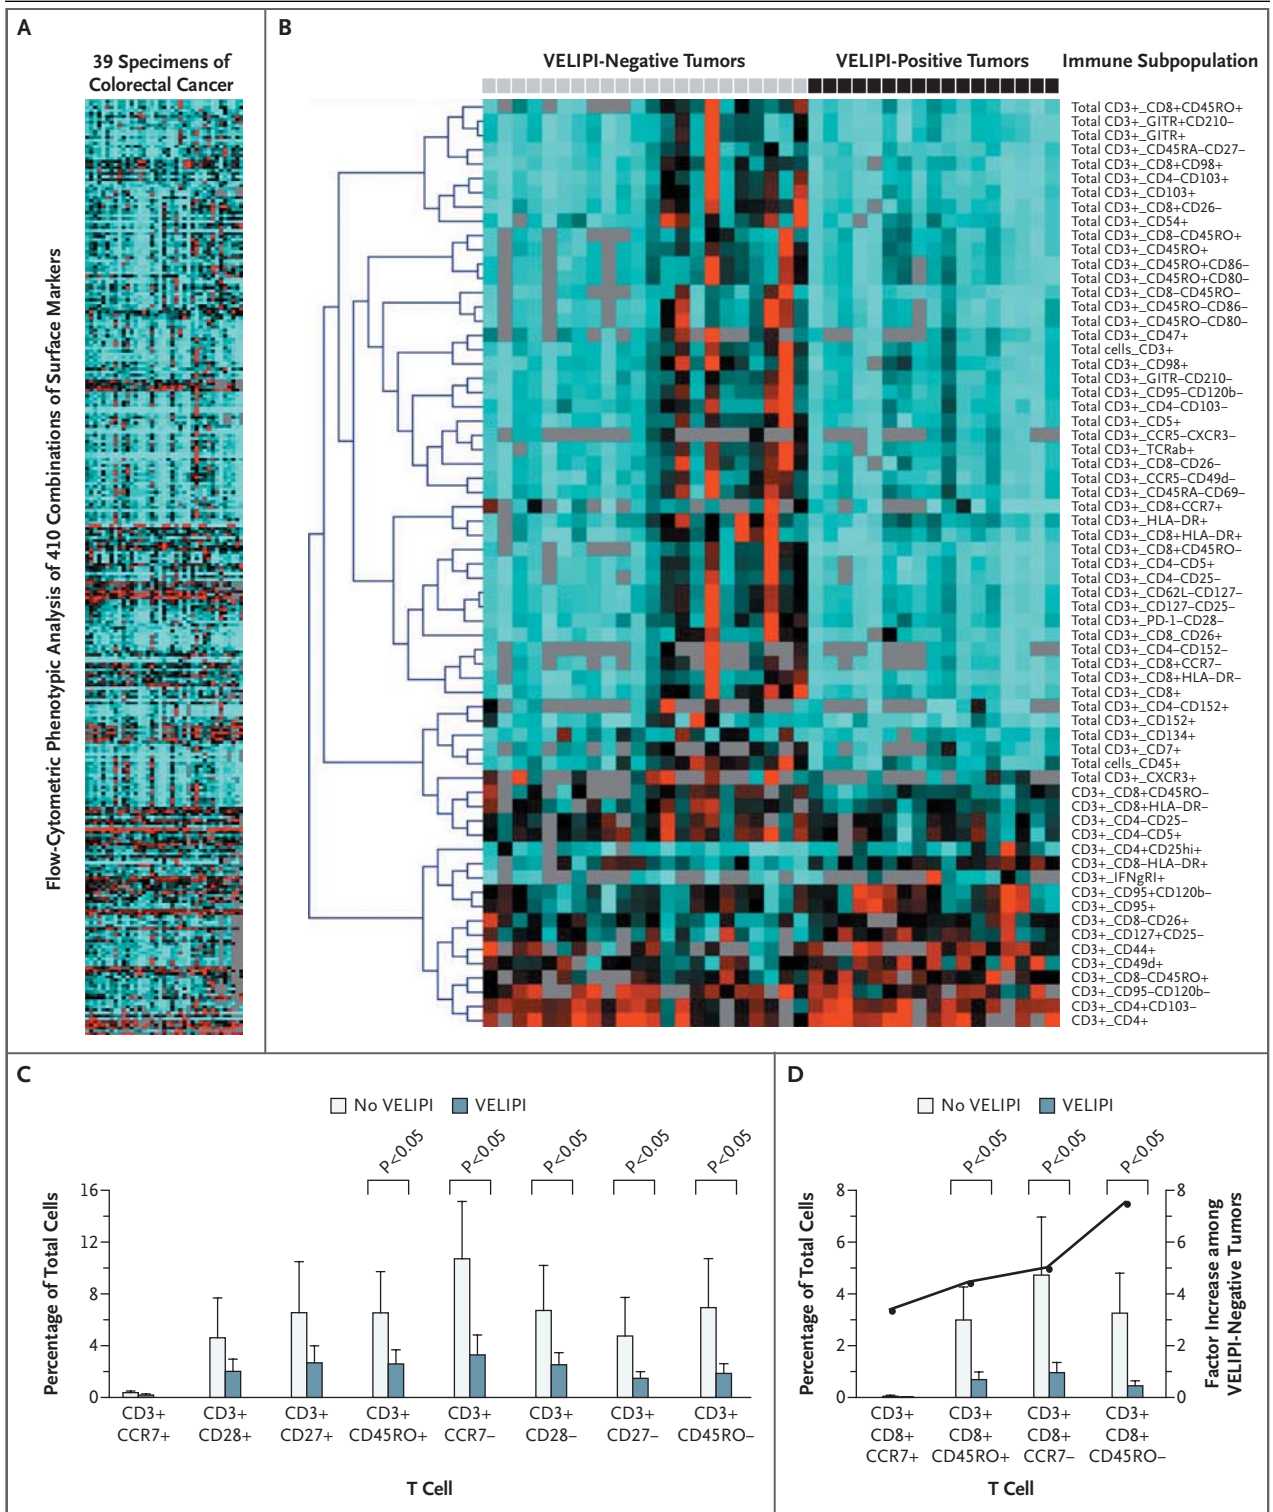 A
39 Specimens of
Colorectal Cancer
Flow-Cytometric Phenotypic Analysis of 410 Combinations of Surface Markers
B
VELIPI-Negative Tumors
VELIPI-Positive Tumors
Immune Subpopulation
Total CD3+_CD8+CD45RO+
Total CD3+_GITR+CD210–
Total CD3+_GITR+
Total CD3+_CD45RA–CD27–
Total CD3+_CD8+CD98+
Total CD3+_CD4–CD103+
Total CD3+_CD103+
Total CD3+_CD8+CD26–
Total CD3+_CD54+
Total CD3+_CD8–CD45RO+
Total CD3+_CD45RO+
Total CD3+_CD45RO+CD86–
Total CD3+_CD45RO+CD80–
Total CD3+_CD8–CD45RO–
Total CD3+_CD45RO–CD86–
Total CD3+_CD45RO–CD80–
Total CD3+_CD47+
Total cells_CD3+
Total CD3+_CD98+
Total CD3+_GITR–CD210–
Total CD3+_CD95–CD120b–
Total CD3+_CD4–CD103–
Total CD3+_CD5+
Total CD3+_CCR5–CXCR3–
Total CD3+_TCRab+
Total CD3+_CD8–CD26–
Total CD3+_CCR5–CD49d–
Total CD3+_CD45RA–CD69–
Total CD3+_CD8+CCR7+
Total CD3+_HLA–DR+
Total CD3+_CD8+HLA–DR+
Total CD3+_CD8+CD45RO–
Total CD3+_CD4–CD5+
Total CD3+_CD4–CD25–
Total CD3+_CD62L–CD127–
Total CD3+_CD127–CD25–
Total CD3+_PD-1–CD28–
Total CD3+_CD8_CD26+
Total CD3+_CD4–CD152–
Total CD3+_CD8+CCR7–
Total CD3+_CD8+HLA–DR–
Total CD3+_CD8+
Total CD3+_CD4–CD152+
Total CD3+_CD152+
Total CD3+_CD134+
Total CD3+_CD7+
Total cells_CD45+
Total CD3+_CXCR3+
CD3+_CD8+CD45RO–
CD3+_CD8+HLA–DR–
CD3+_CD4–CD25–
CD3+_CD4–CD5+
CD3+_CD4+CD25hi+
CD3+_CD8–HLA–DR+
CD3+_IFNgRI+
CD3+_CD95+CD120b–
CD3+_CD95+
CD3+_CD8–CD26+
CD3+_CD127+CD25–
CD3+_CD44+
CD3+_CD49d+
CD3+_CD8–CD45RO+
CD3+_CD95–CD120b–
CD3+_CD4+CD103–
CD3+_CD4+
C
No VELIPI VELIPI
P<0.05 P<0.05 P<0.05 P<0.05 P<0.05
Percentage of Total Cells
16
12
8
4
0
CD3+ CD3+ CD3+ CD3+ CD3+ CD3+ CD3+ CD3+
CCR7+ CD28+ CD27+ CD45RO+ CCR7– CD28– CD27– CD45RO–
T Cell
D
No VELIPI VELIPI
P<0.05 P<0.05 P<0.05
Percentage of Total Cells
8
6
4
2
0
8
6
4
2
0
Factor Increase among
VELIPI-Negative Tumors
CD3+ CD3+ CD3+ CD3+
CD8+ CD8+ CD8+ CD8+
CCR7+ CD45RO+ CCR7– CD45RO–
T Cell